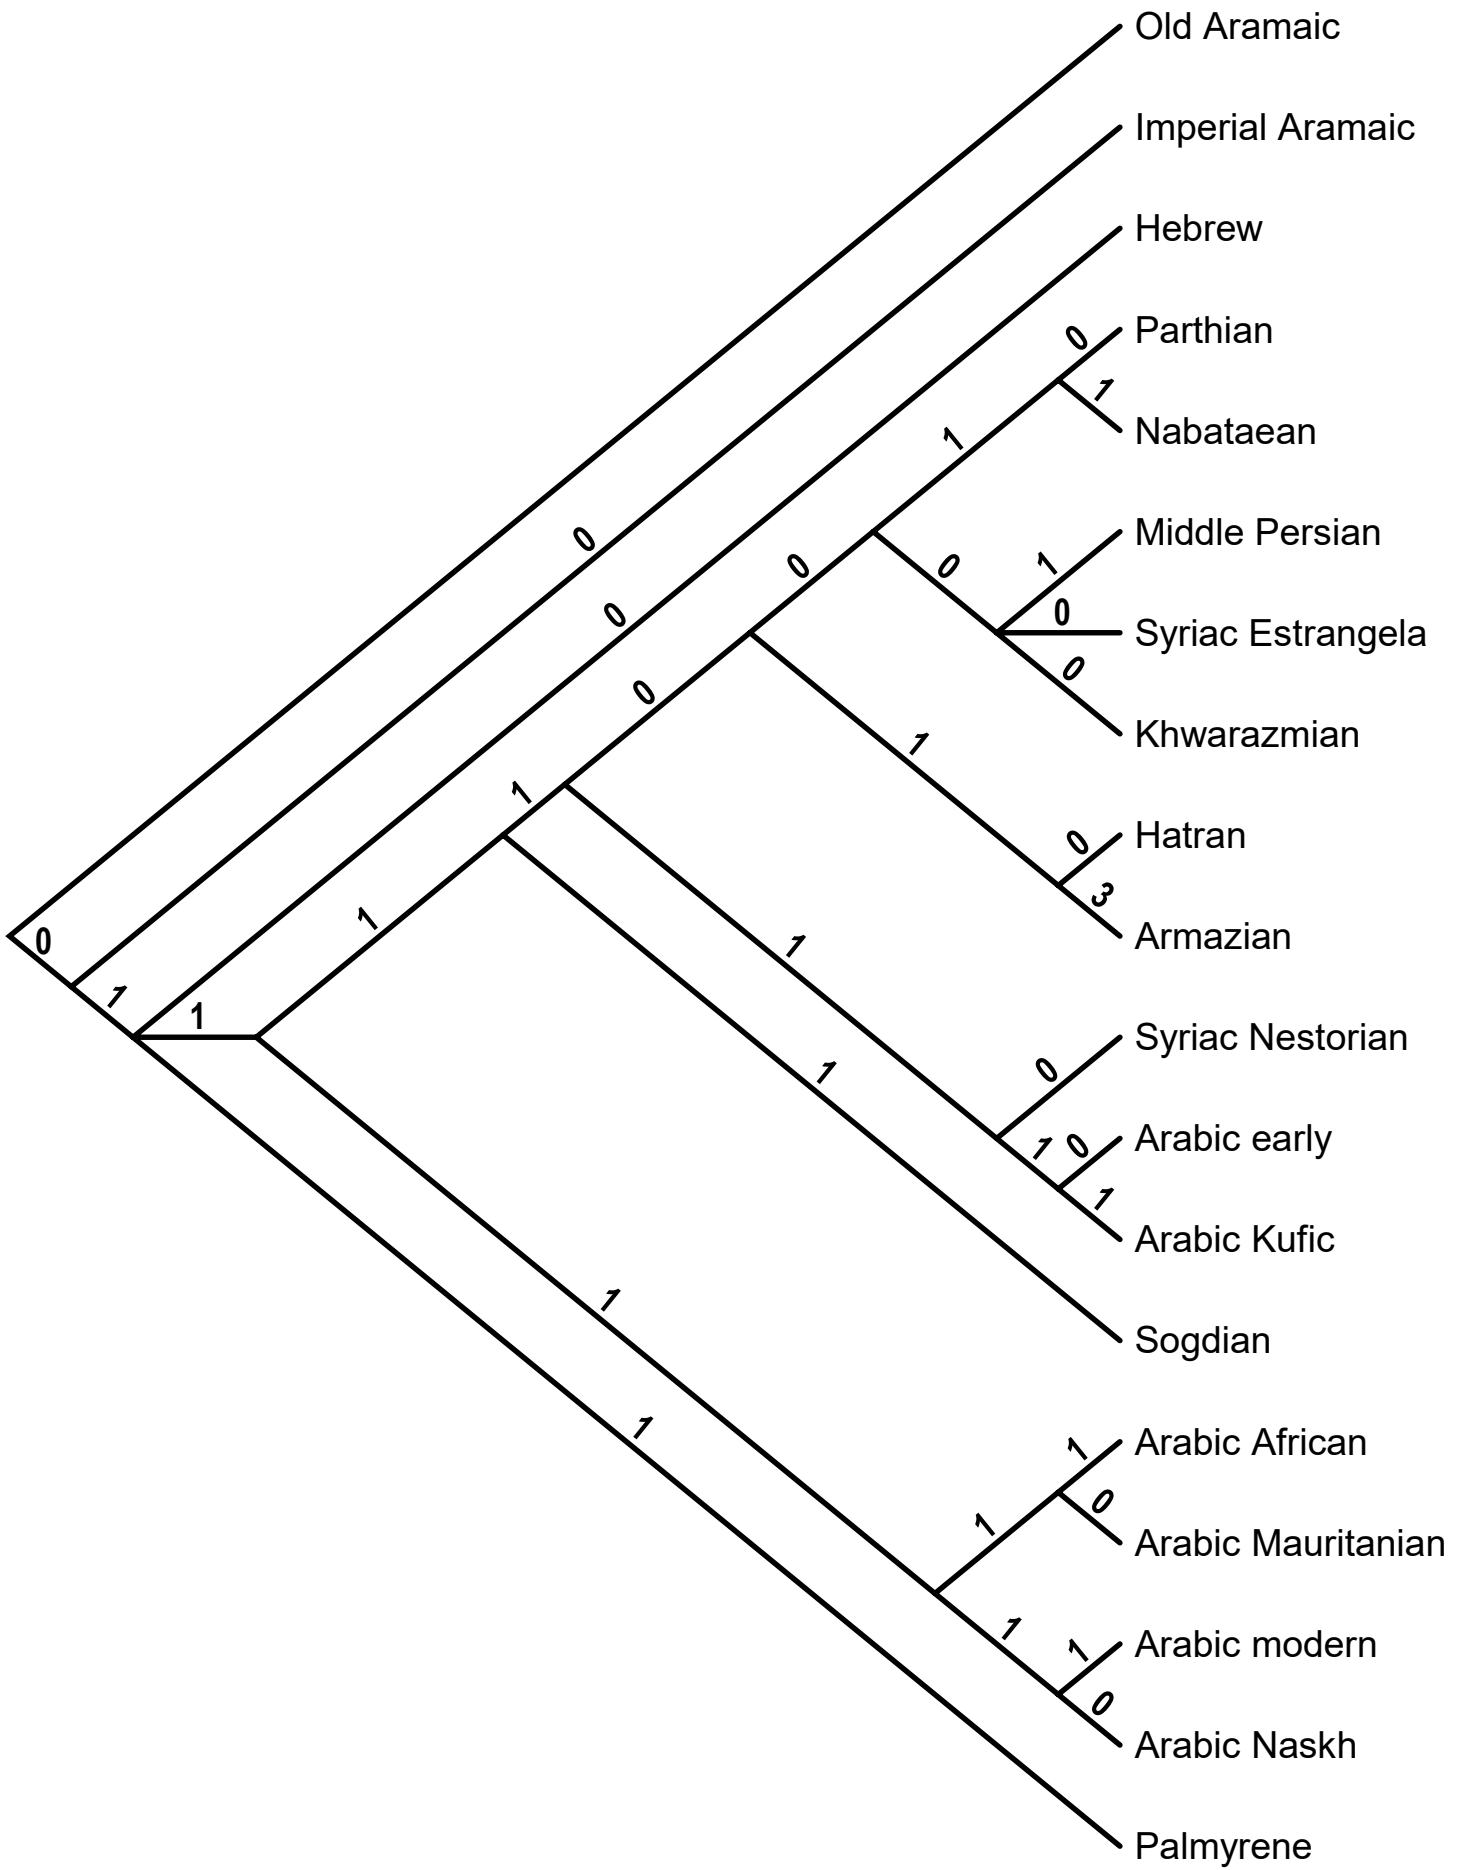 Old Aramaic
Imperial Aramaic
Hebrew
0
Parthian
1
Nabataean
1
0
Middle Persian
0
1
0
0
Syriac Estrangela
0
0
Khwarazmian
0
1
1
0
Hatran
3
Armazian
1
1
0
1
1
Syriac Nestorian
0
1
0
Arabic early
1
Arabic Kufic
1
Sogdian
1
1
1
Arabic African
0
Arabic Mauritanian
1
1
1
Arabic modern
0
Arabic Naskh
Palmyrene